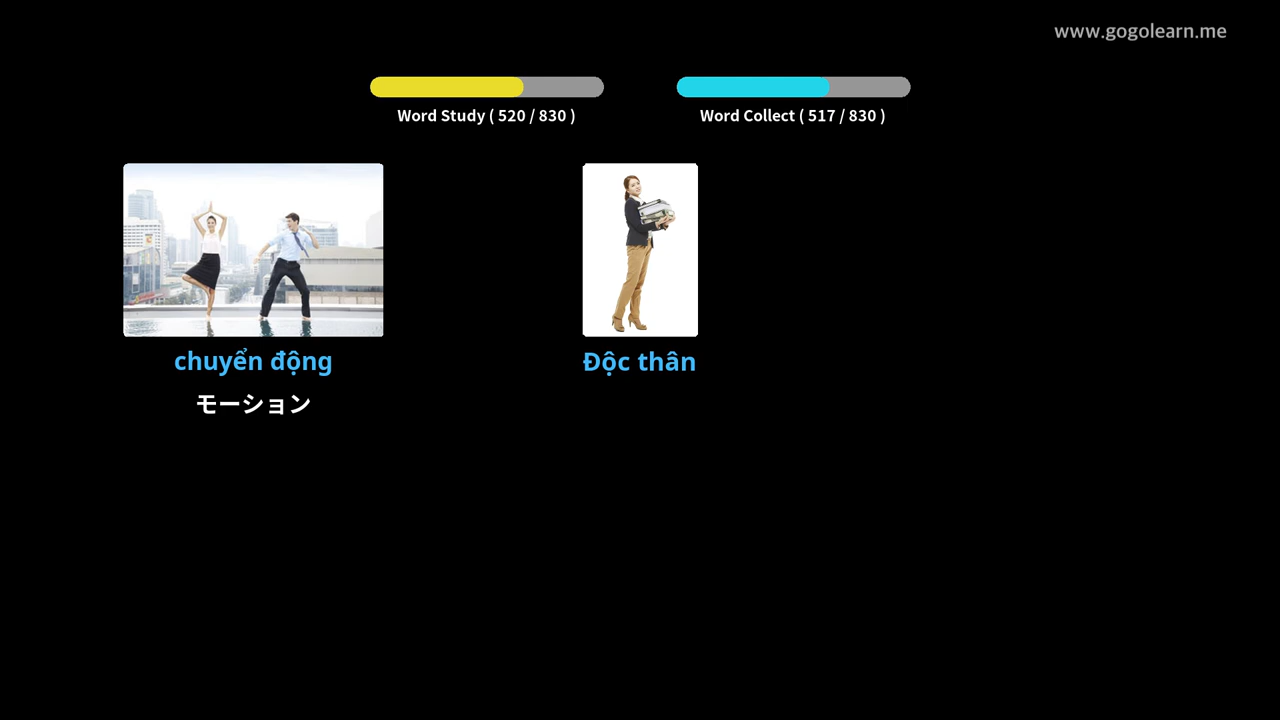 www.gogolearn.me
Word Study ( 520 / 830 )
Word Collect ( 517 / 830 )
chuyển động
モーション
Độc thân